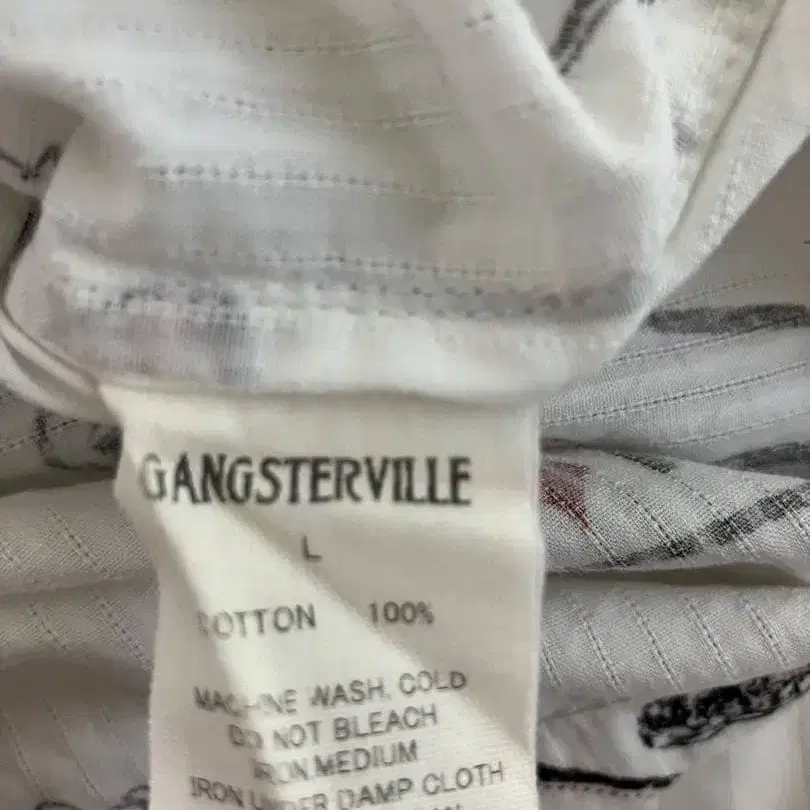 GANGSTERVILLE
L
COTTON 100%
MACHINE WASH. COLD
DO NOT BLEACH
IRON MEDIUM
IRON UNDER DAMP CLOTH